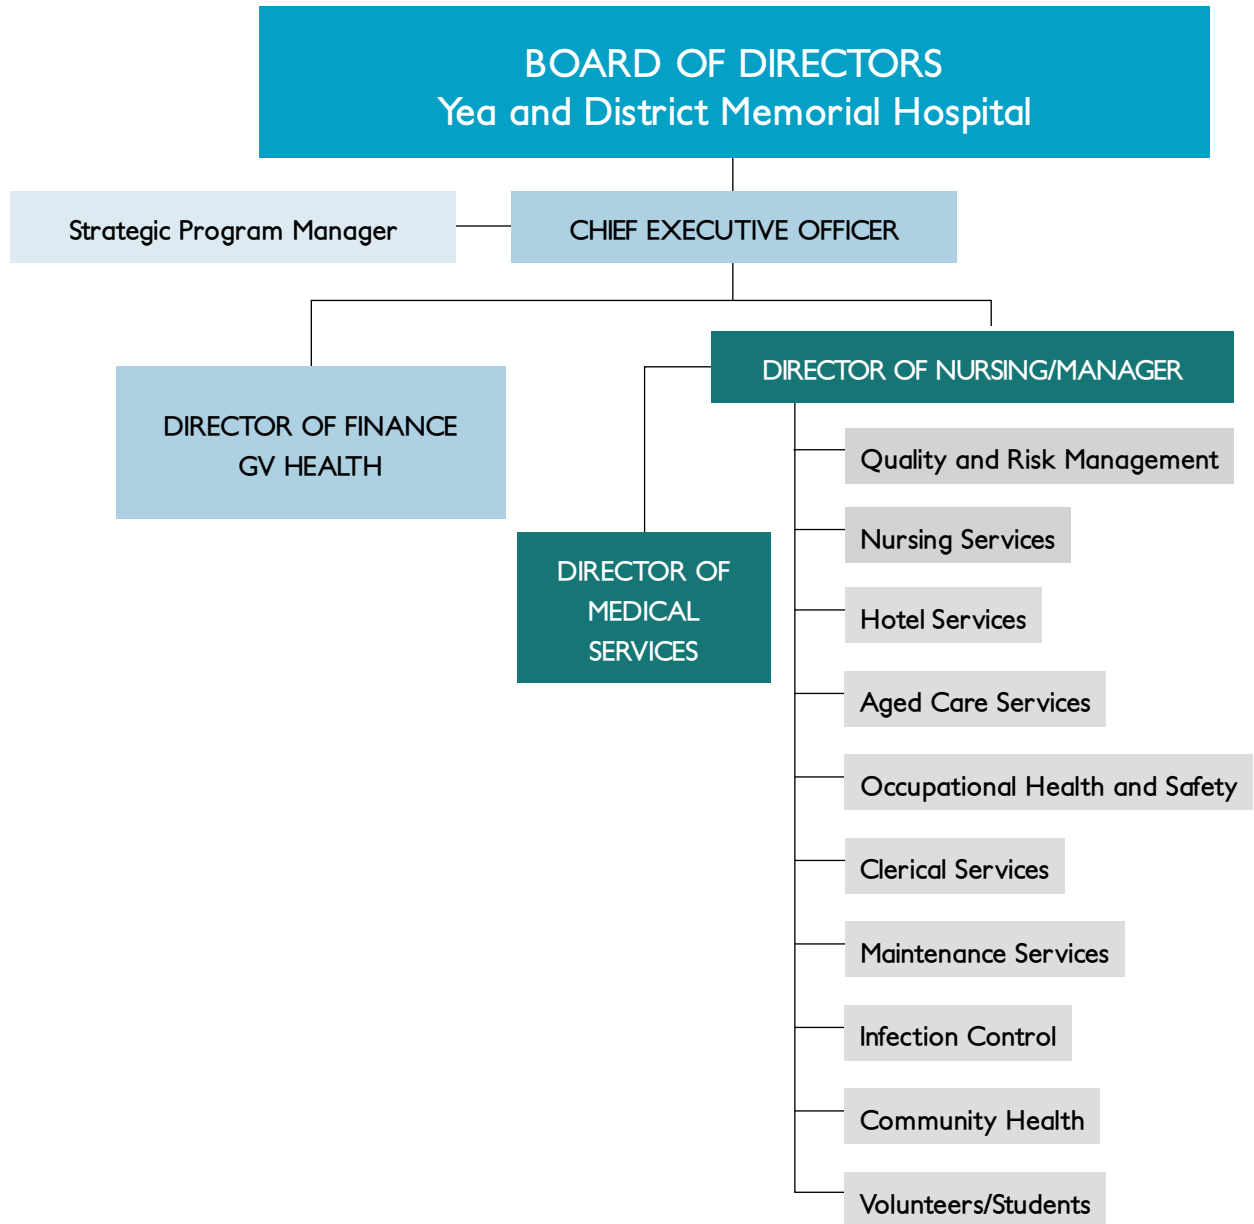 BOARD OF DIRECTORS
Yea and District Memorial Hospital
Strategic Program Manager
CHIEF EXECUTIVE OFFICER
DIRECTOR OF NURSING/MANAGER
DIRECTOR OF FINANCE
GV HEALTH
Quality and Risk Management
Nursing Services
DIRECTOR OF
MEDICAL
SERVICES
Hotel Services
Aged Care Services
Occupational Health and Safety
Clerical Services
Maintenance Services
Infection Control
Community Health
Volunteers/Students